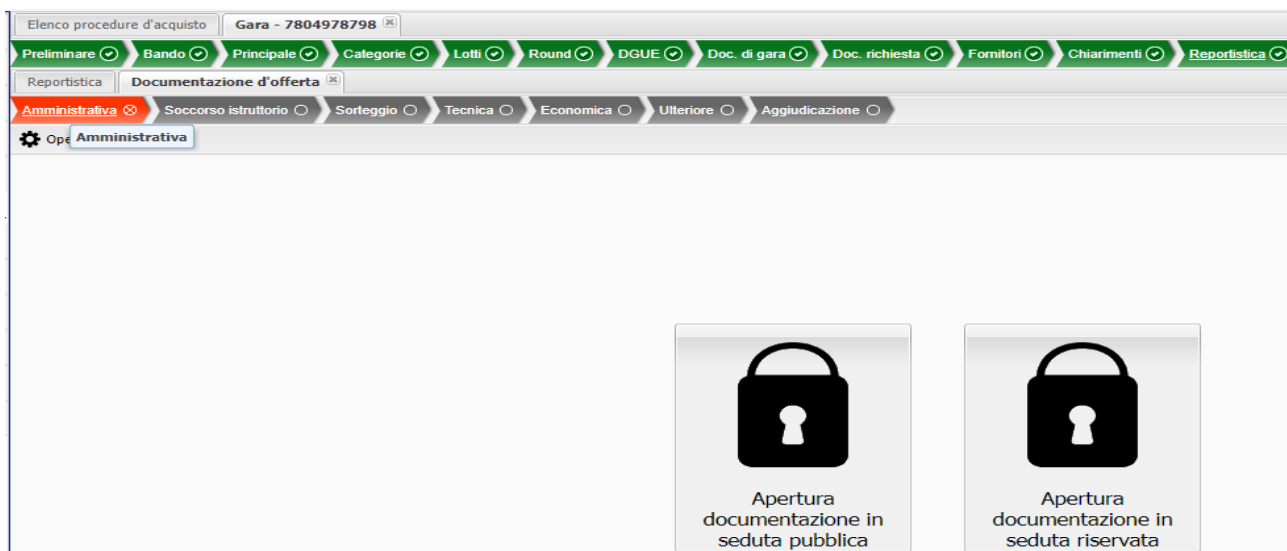 Elenco procedure d'acquisto Gara - 7804978798
Preliminare Bando Principale Categorie Lotti Round DGUE Doc. di gara Doc. richiesta Fornitori Chiarimenti Reportistica
Reportistica Documentazione d'offerta
Amministrativa Soccorso istruttorio Sorteggio Tecnica Economica Ulteriore Aggiudicazione
Ope Amministrativa
Apertura documentazione in seduta pubblica
Apertura documentazione in seduta riservata